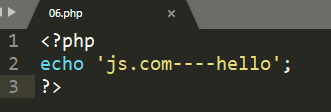 06.php ×
1 <?php
2 echo 'js.com----hello';
3 ?>